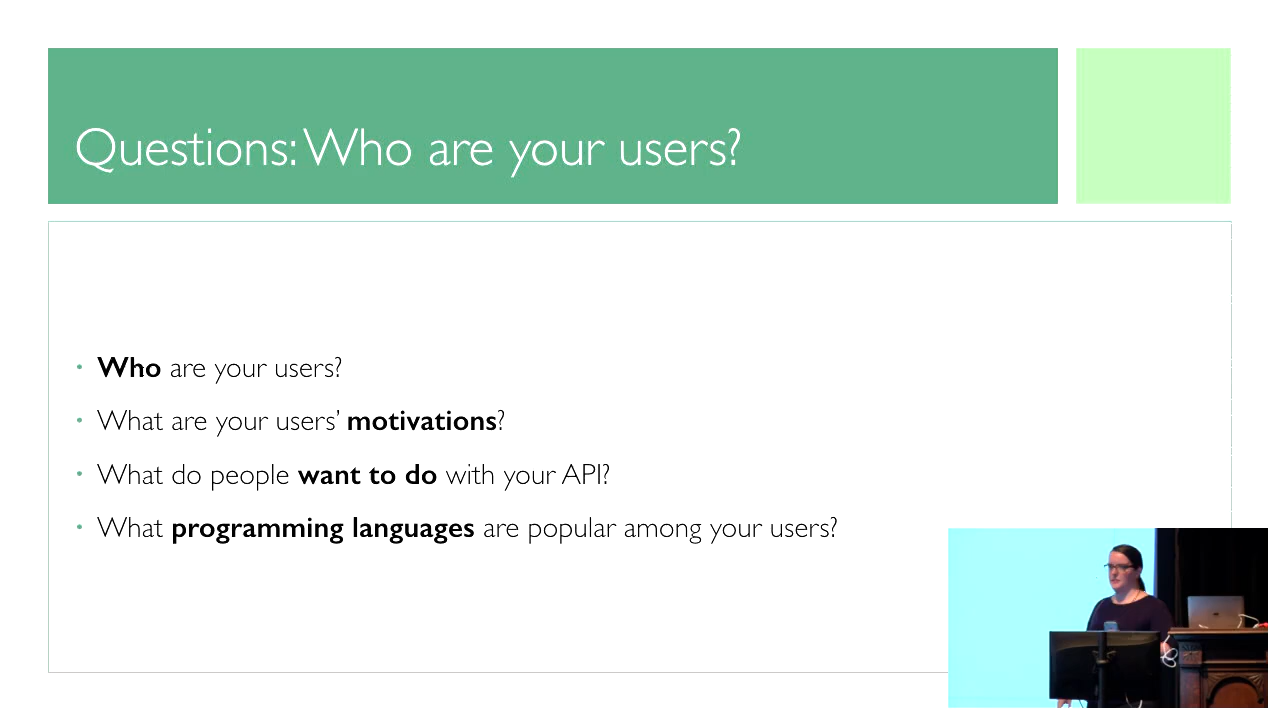 Questions: Who are your users?
• Who are your users?
• What are your users’ motivations?
• What do people want to do with your API?
• What programming languages are popular among your users?